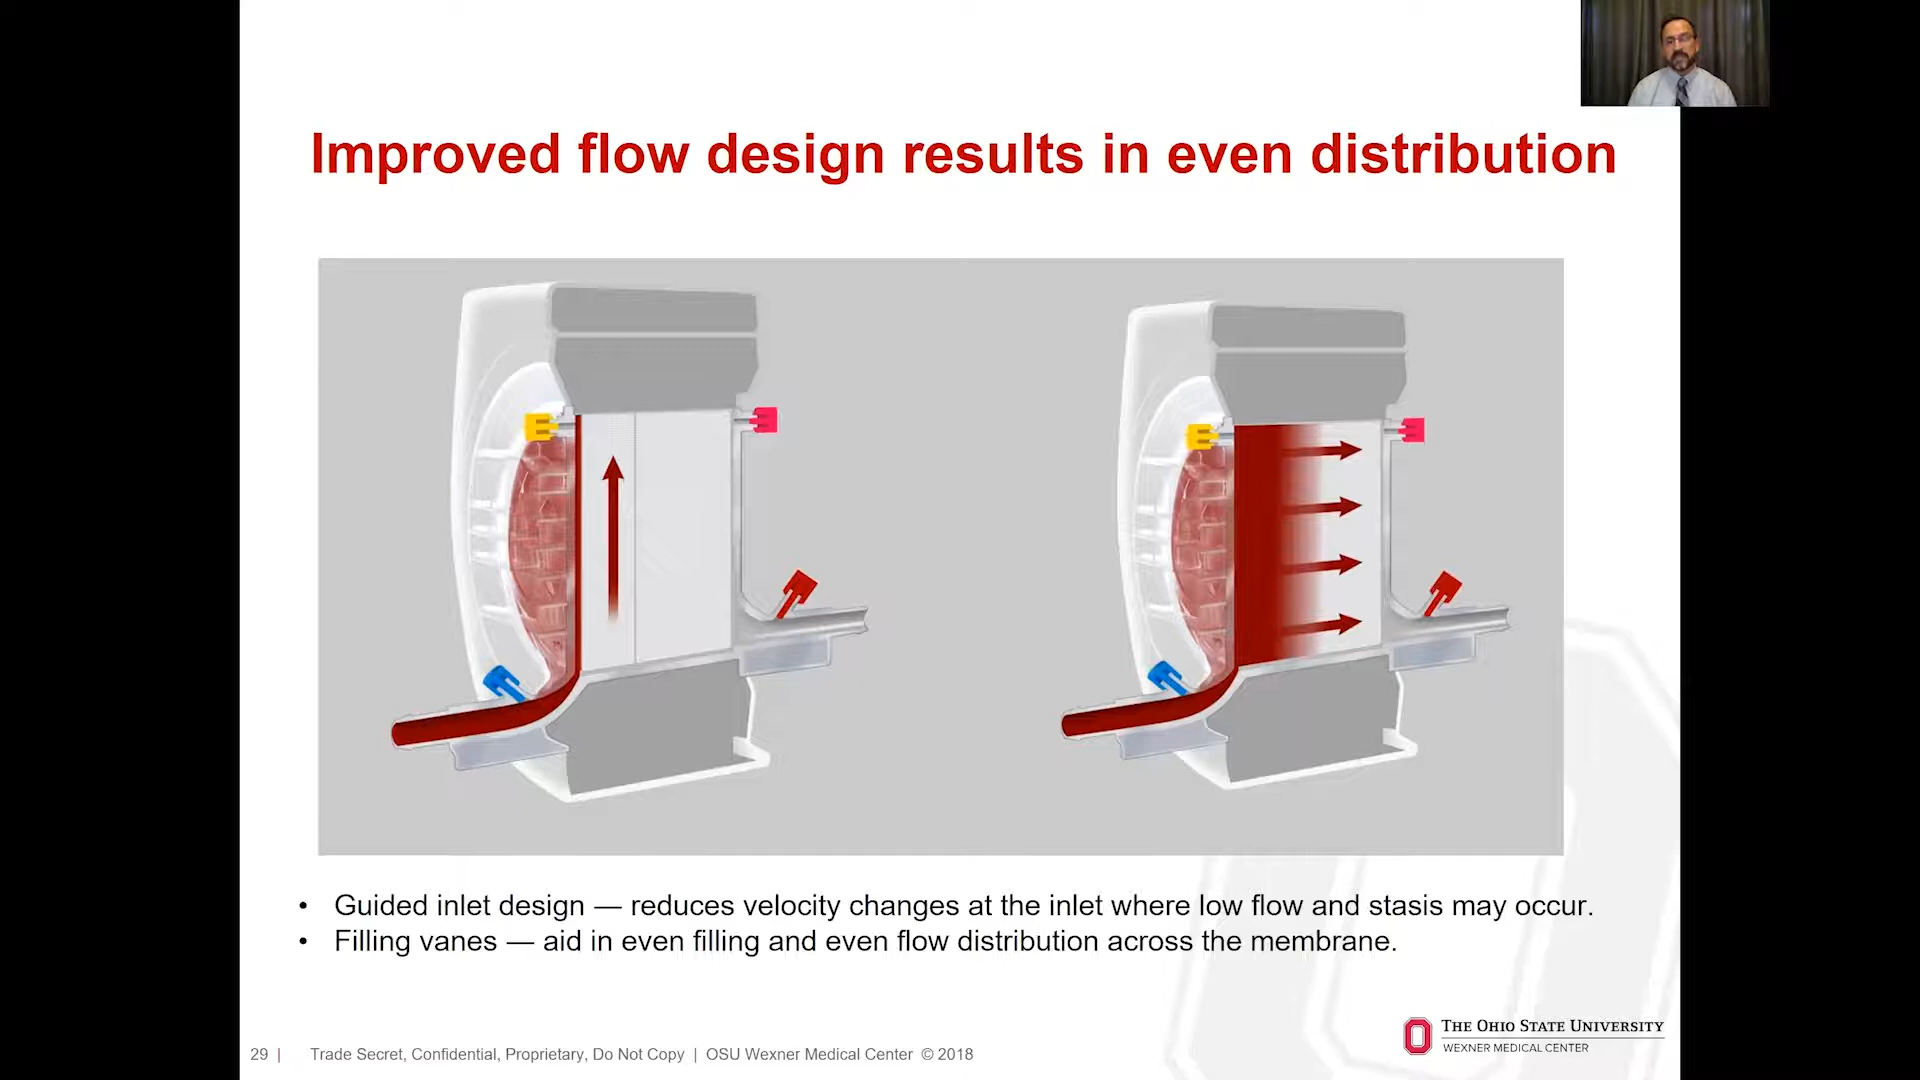 Improved flow design results in even distribution
• Guided inlet design — reduces velocity changes at the inlet where low flow and stasis may occur.
• Filling vanes — aid in even filling and even flow distribution across the membrane.
29 | Trade Secret, Confidential, Proprietary, Do Not Copy | OSU Wexner Medical Center © 2018
THE OHIO STATE UNIVERSITY
WEXNER MEDICAL CENTER